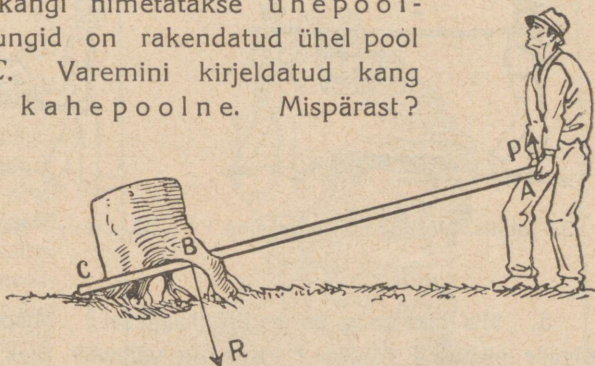 kangi nimetatakse ühepool-
ungid on rakendatud ühel pool
C. Varemini kirjeldatud kang
kahepoolne. Mispärast?
P
A
B
C
R